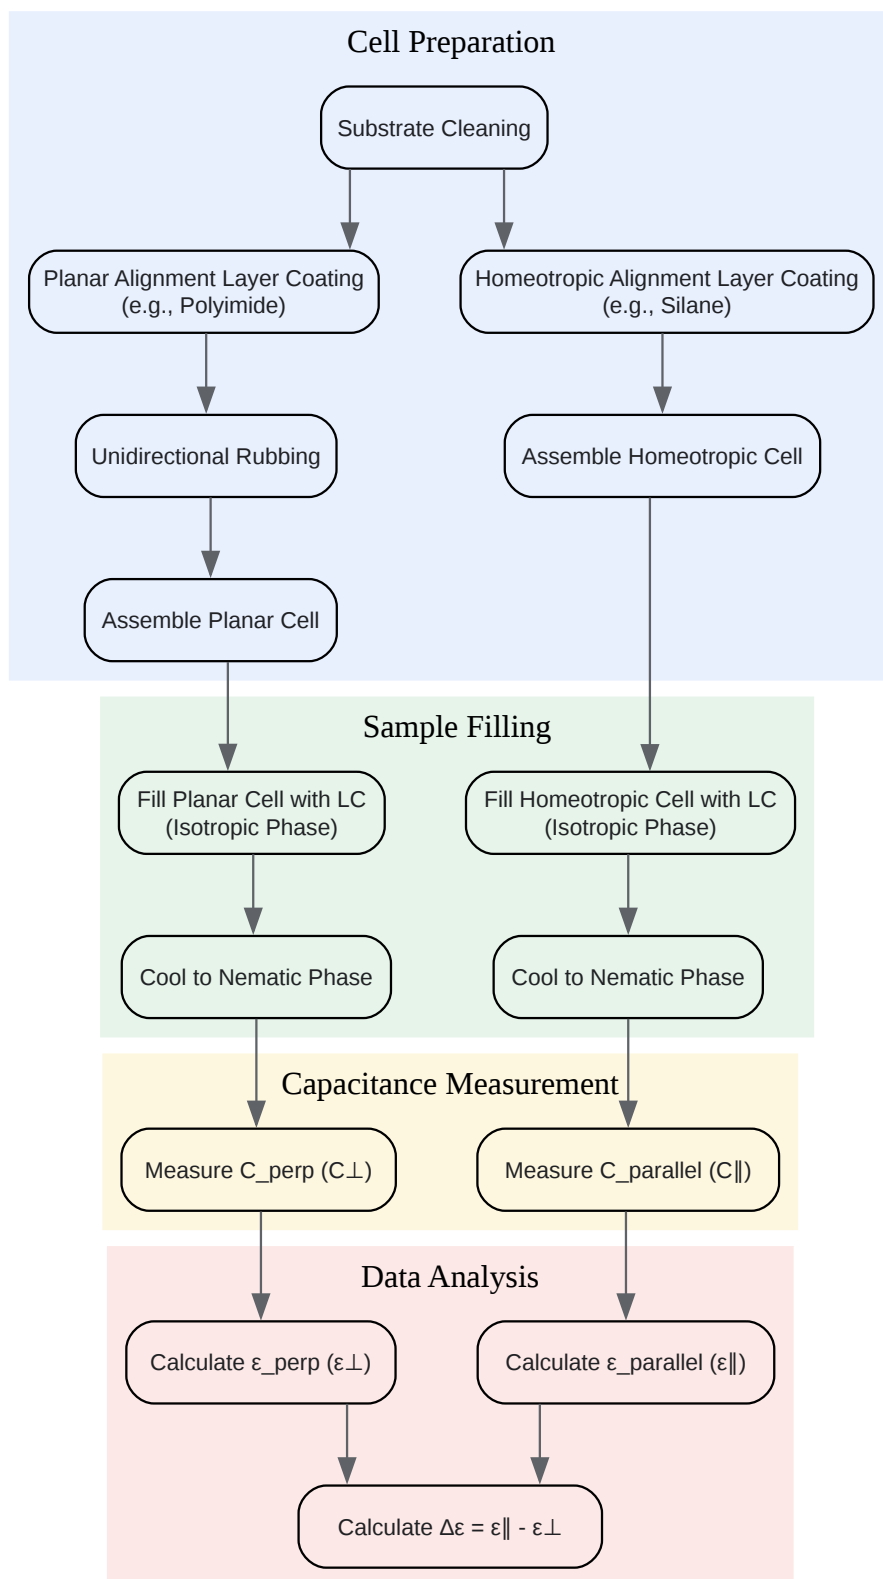 Cell Preparation
Substrate Cleaning
Planar Alignment Layer Coating
(e.g., Polyimide)
Homeotropic Alignment Layer Coating
(e.g., Silane)
Unidirectional Rubbing
Assemble Homeotropic Cell
Assemble Planar Cell
Sample Filling
Fill Planar Cell with LC
(Isotropic Phase)
Fill Homeotropic Cell with LC
(Isotropic Phase)
Cool to Nematic Phase
Cool to Nematic Phase
Capacitance Measurement
Measure C_perp (C⊥)
Measure C_parallel (C∥)
Data Analysis
Calculate ε_perp (ε⊥)
Calculate ε_parallel (ε∥)
Calculate Δε = ε∥ - ε⊥